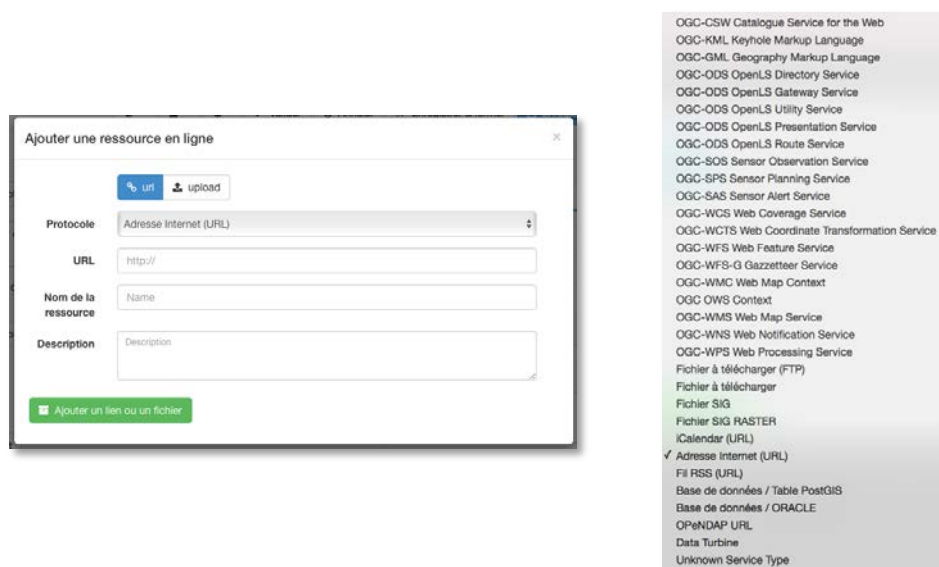 Ajouter une ressource en ligne
×
url upload
Protocole
Adresse Internet (URL)
URL
http://
Nom de la
ressource
Name
Description
Description
Ajouter un lien ou un fichier
OGC-CSW Catalogue Service for the Web
OGC-KML Keyhole Markup Language
OGC-GML Geography Markup Language
OGC-ODS OpenLS Directory Service
OGC-ODS OpenLS Gateway Service
OGC-ODS OpenLS Utility Service
OGC-ODS OpenLS Presentation Service
OGC-ODS OpenLS Route Service
OGC-SOS Sensor Observation Service
OGC-SPS Sensor Planning Service
OGC-SAS Sensor Alert Service
OGC-WCS Web Coverage Service
OGC-WCTS Web Coordinate Transformation Service
OGC-WFS Web Feature Service
OGC-WFS-G Gazzetteer Service
OGC-WMC Web Map Context
OGC OWS Context
OGC-WMS Web Map Service
OGC-WNS Web Notification Service
OGC-WPS Web Processing Service
Fichier à télécharger (FTP)
Fichier à télécharger
Fichier SIG
Fichier SIG RASTER
iCalendar (URL)
✓ Adresse Internet (URL)
Fil RSS (URL)
Base de données / Table PostGIS
Base de données / ORACLE
OPeNDAP URL
Data Turbine
Unknown Service Type